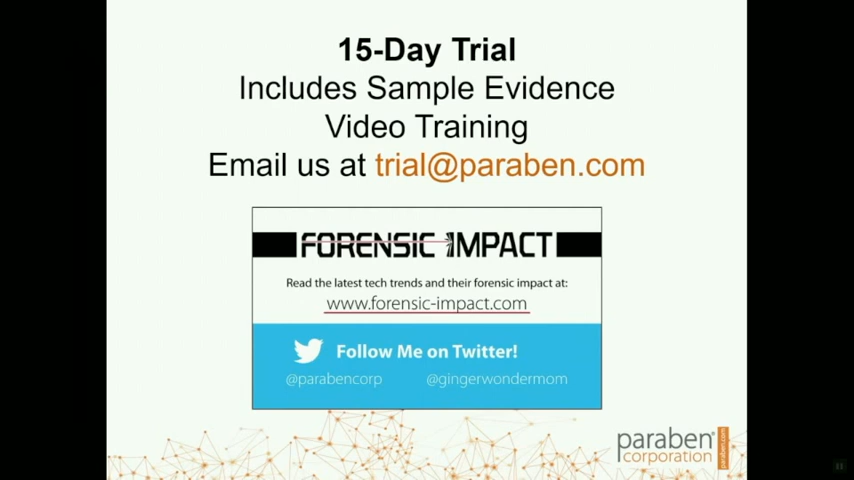 15-Day Trial
Includes Sample Evidence
Video Training
Email us at trial@paraben.com
FORENSIC IMPACT
Read the latest tech trends and their forensic impact at:
www.forensic-impact.com
Follow Me on Twitter!
@parabencorp @gingerwondermom
paraben®
corporation
paraben.com